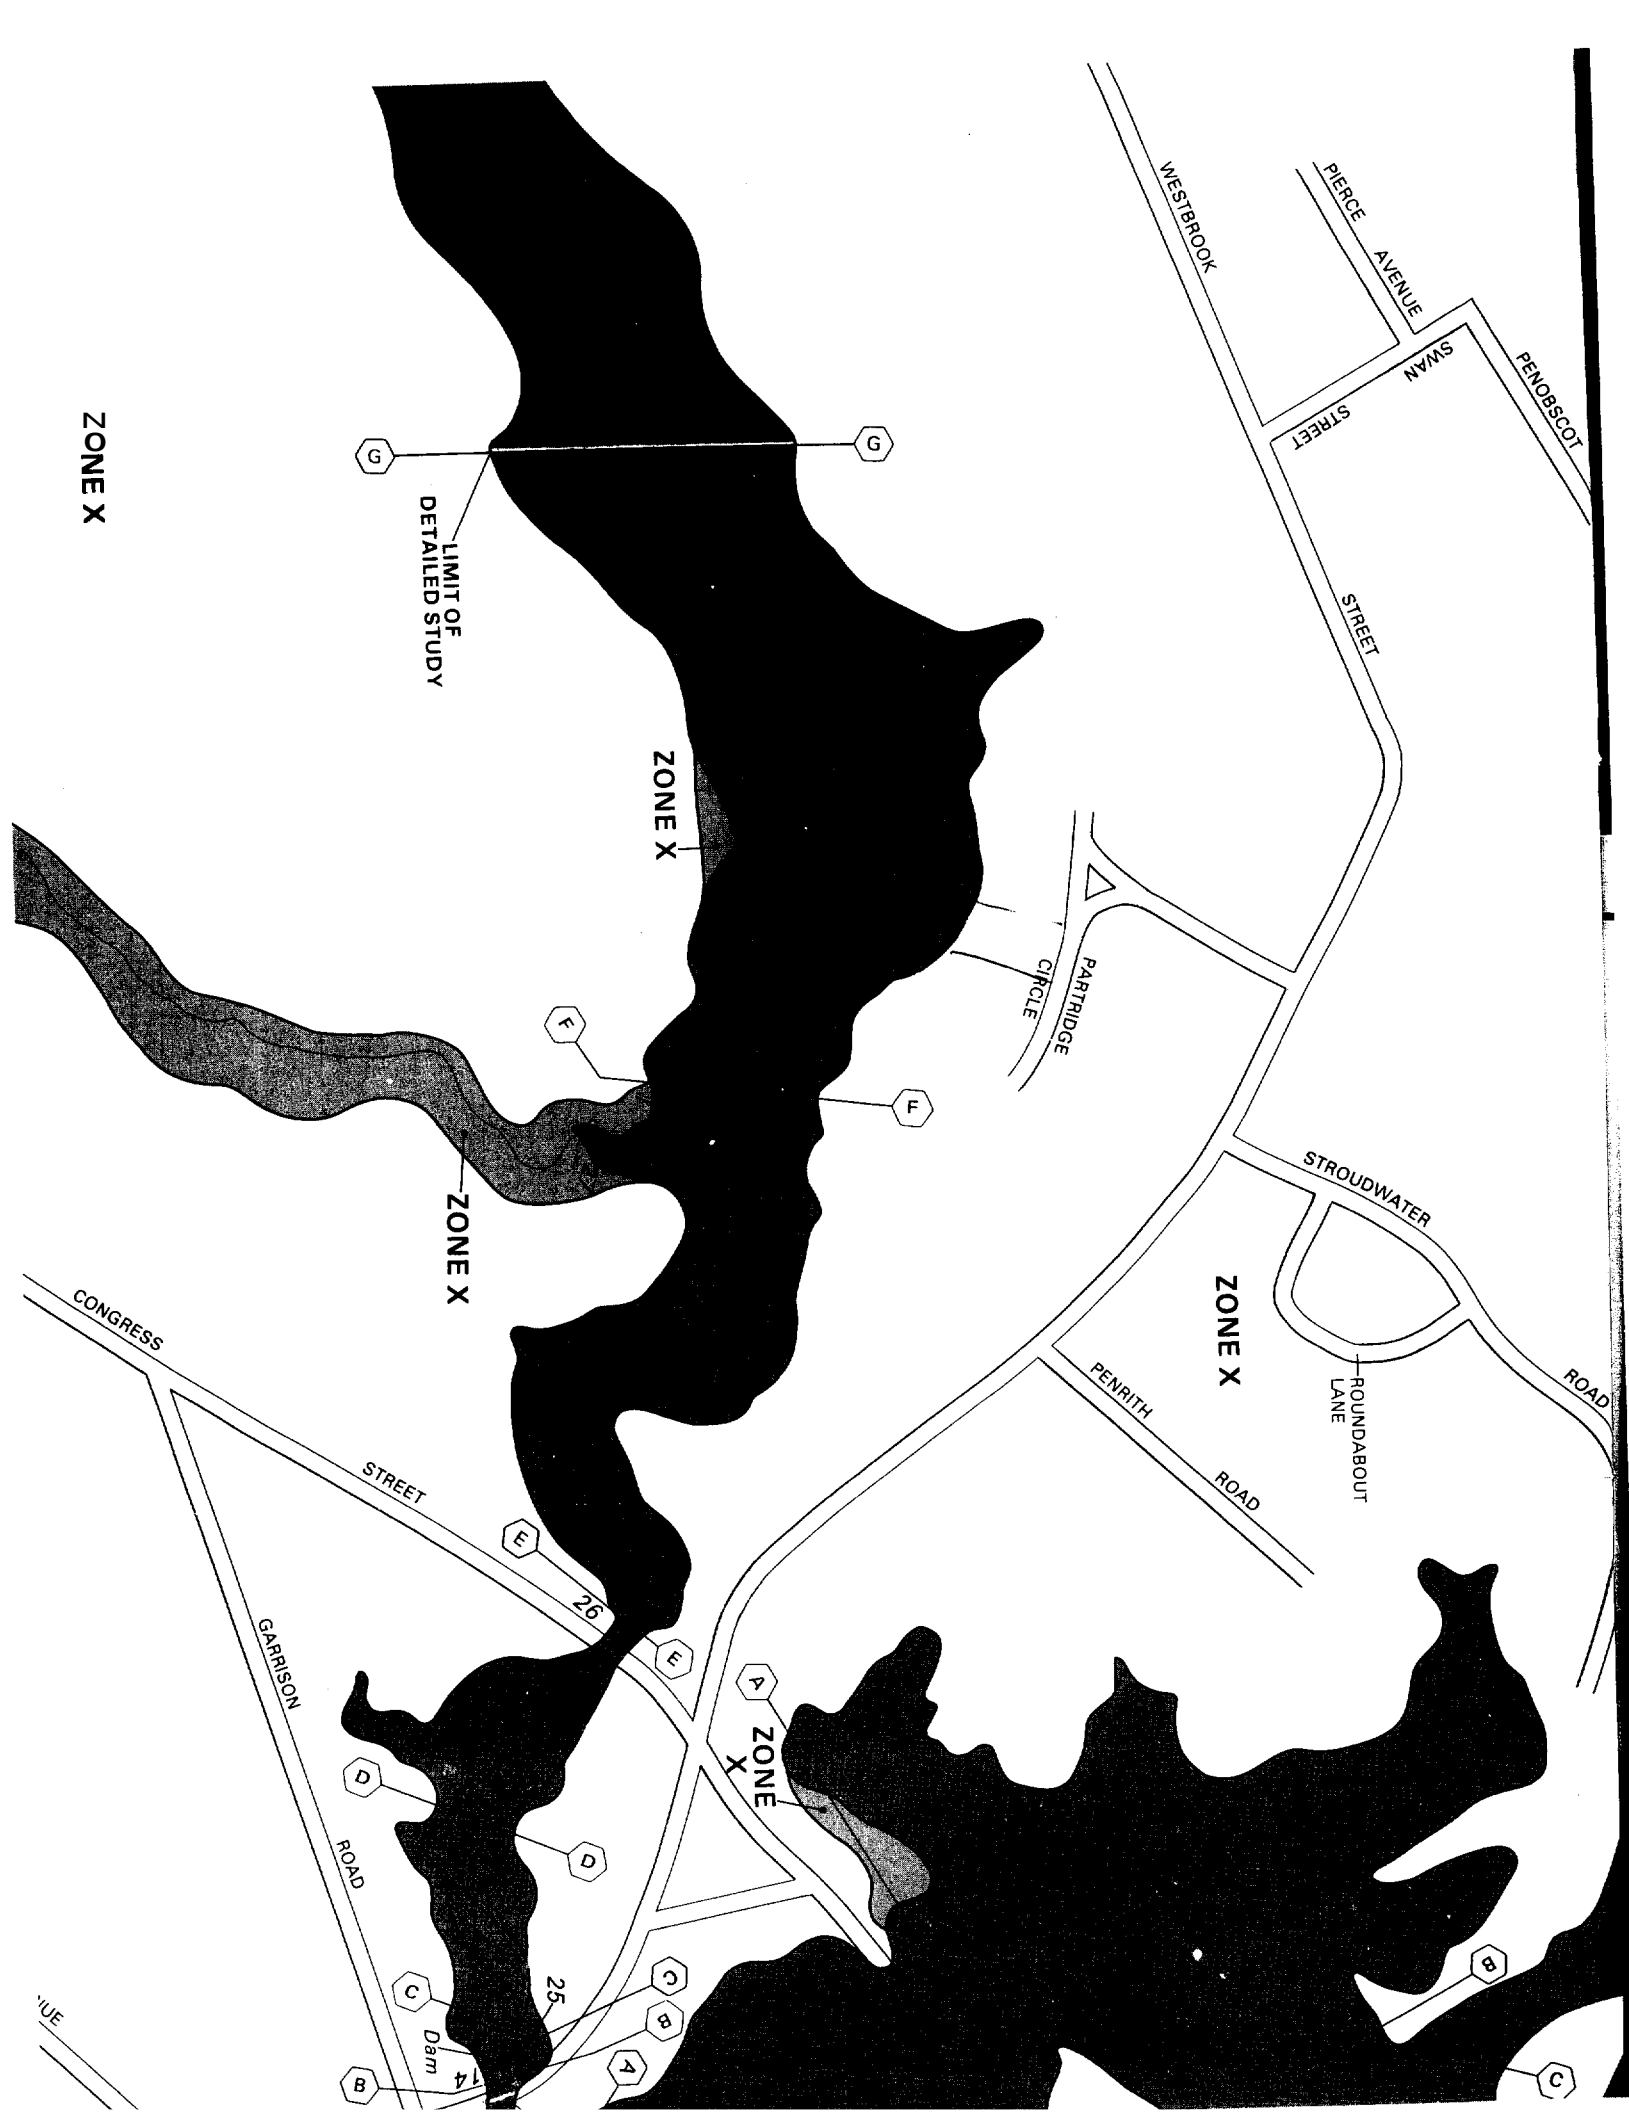 WESTBROOK
STREET
PIERCE
AVENUE
SWAN
STREET
PENOBSCOT
ZONE X
G
G
LIMIT OF
DETAILED STUDY
ZONE X
PARTRIDGE
CIRCLE
F
F
ZONE X
STROUDWATER
ROAD
ZONE X
ROUNDABOUT
LANE
PENRITH
ROAD
CONGRESS
STREET
E
26
E
GARRISON
ROAD
A
ZONE
X
D
D
C
25
C
B
Dam
14
B
A
B
C